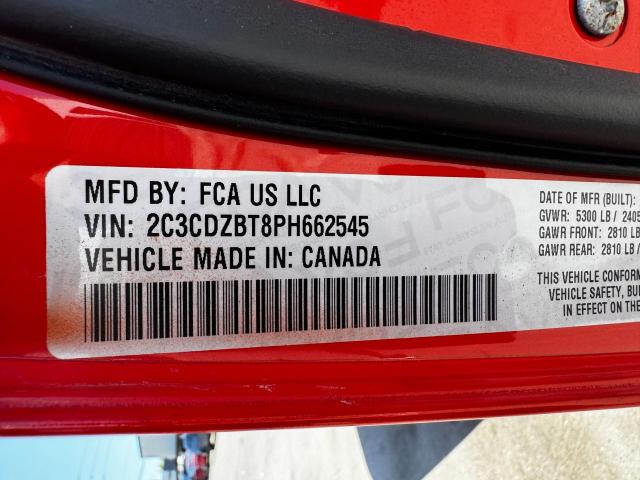 MFD BY: FCA US LLC
VIN: 2C3CDZBT8PH662545
VEHICLE MADE IN: CANADA
DATE OF MFR (BUILT):
GVWR: 5300 LB / 2405
GAWR FRONT: 2810 LB
GAWR REAR: 2810 LB /
THIS VEHICLE CONFORM
VEHICLE SAFETY, BU
IN EFFECT ON THE